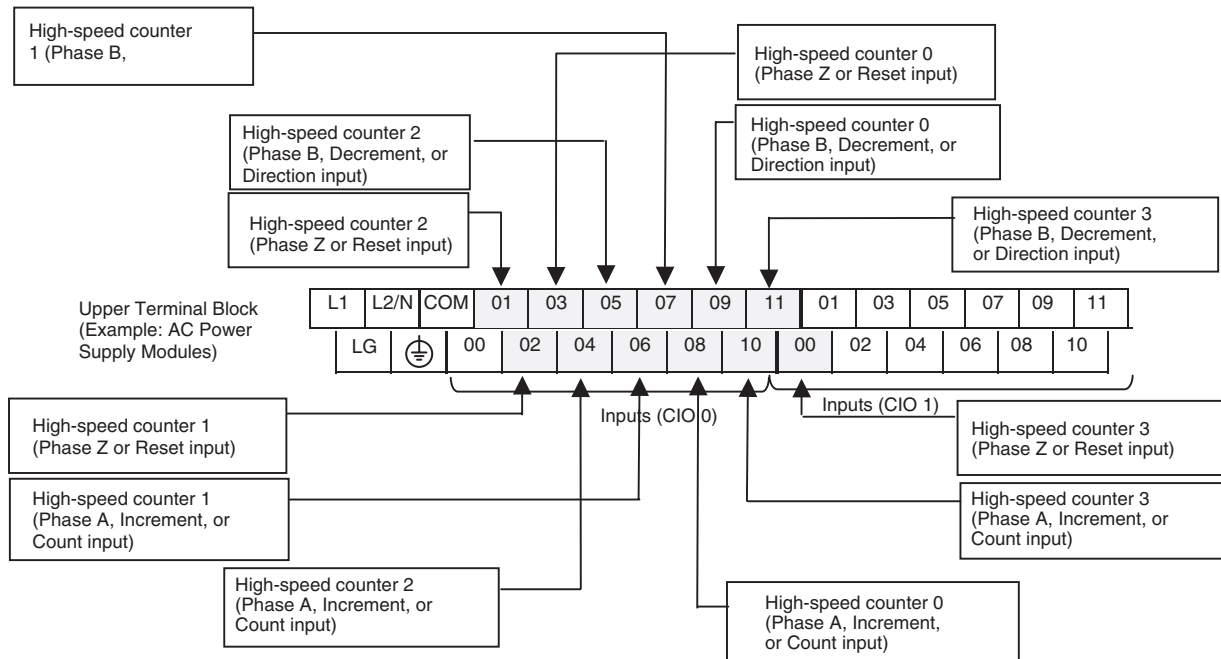 High-speed counter
1 (Phase B,
High-speed counter 0
(Phase Z or Reset input)
High-speed counter 2
(Phase B, Decrement, or
Direction input)
High-speed counter 0
(Phase B, Decrement, or
Direction input)
High-speed counter 2
(Phase Z or Reset input)
High-speed counter 3
(Phase B, Decrement,
or Direction input)
Upper Terminal Block
(Example: AC Power
Supply Modules)
L1 L2/N COM 01 03 05 07 09 11 01 03 05 07 09 11
LG 00 02 04 06 08 10 00 02 04 06 08 10
Inputs (CIO 0)
Inputs (CIO 1)
High-speed counter 1
(Phase Z or Reset input)
High-speed counter 3
(Phase Z or Reset input)
High-speed counter 1
(Phase A, Increment, or
Count input)
High-speed counter 3
(Phase A, Increment, or
Count input)
High-speed counter 2
(Phase A, Increment, or
Count input)
High-speed counter 0
(Phase A, Increment,
or Count input)